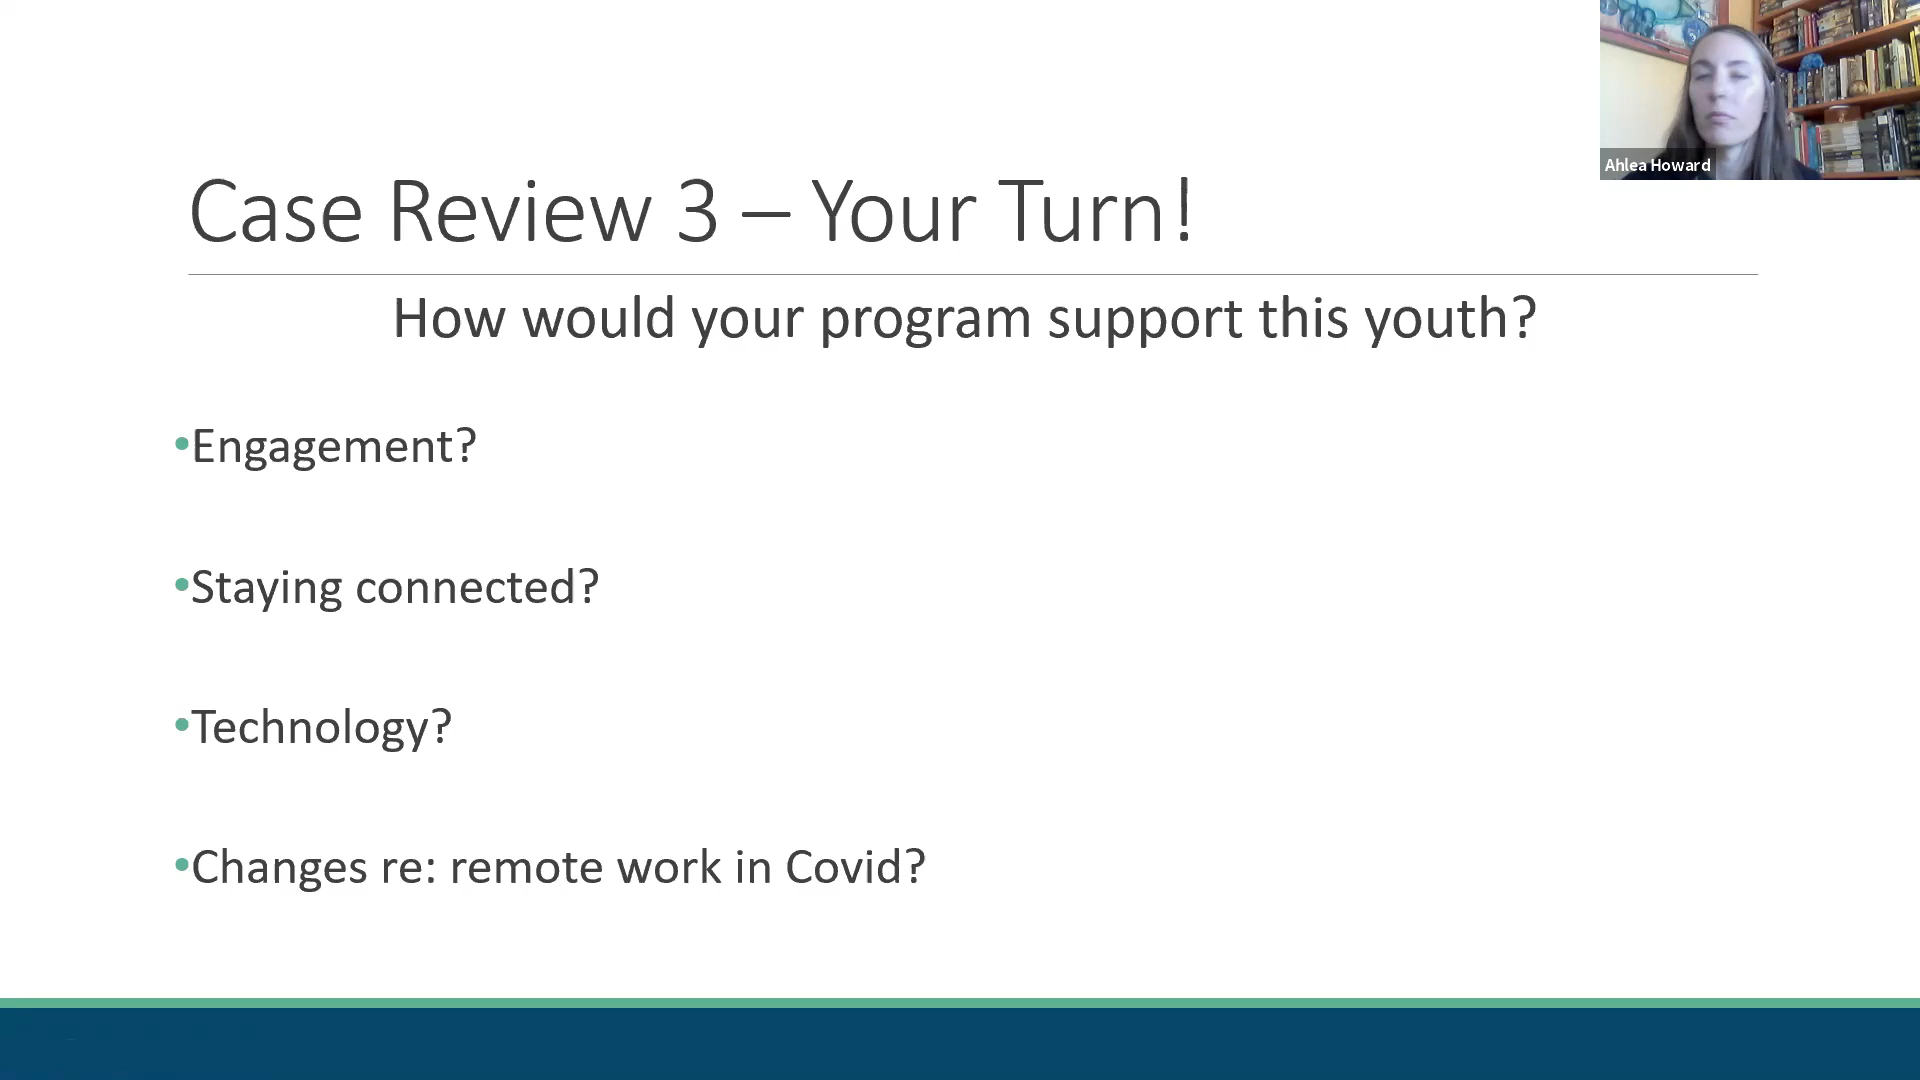 Ahlea Howard
Case Review 3 – Your Turn!
How would your program support this youth?
•Engagement?
•Staying connected?
•Technology?
•Changes re: remote work in Covid?